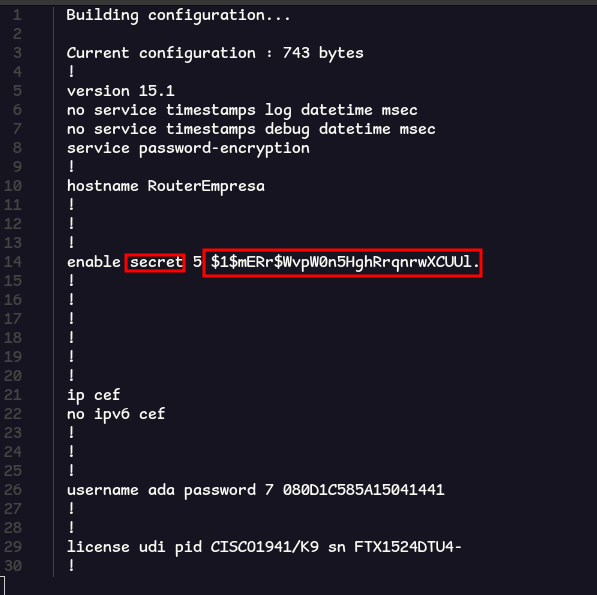 1 Building configuration...
2
3 Current configuration : 743 bytes
4 !
5 version 15.1
6 no service timestamps log datetime msec
7 no service timestamps debug datetime msec
8 service password-encryption
9 !
10 hostname RouterEmpresa
11 !
12 !
13 !
14 enable secret 5 $1$mERr$WvpW0n5HghRrqnrwXCUUl.
15 !
16 !
17 !
18 !
19 !
20 !
21 ip cef
22 no ipv6 cef
23 !
24 !
25 !
26 username ada password 7 080D1C585A15041441
27 !
28 !
29 license udi pid CISCO1941/K9 sn FTX1524DTU4-
30 !